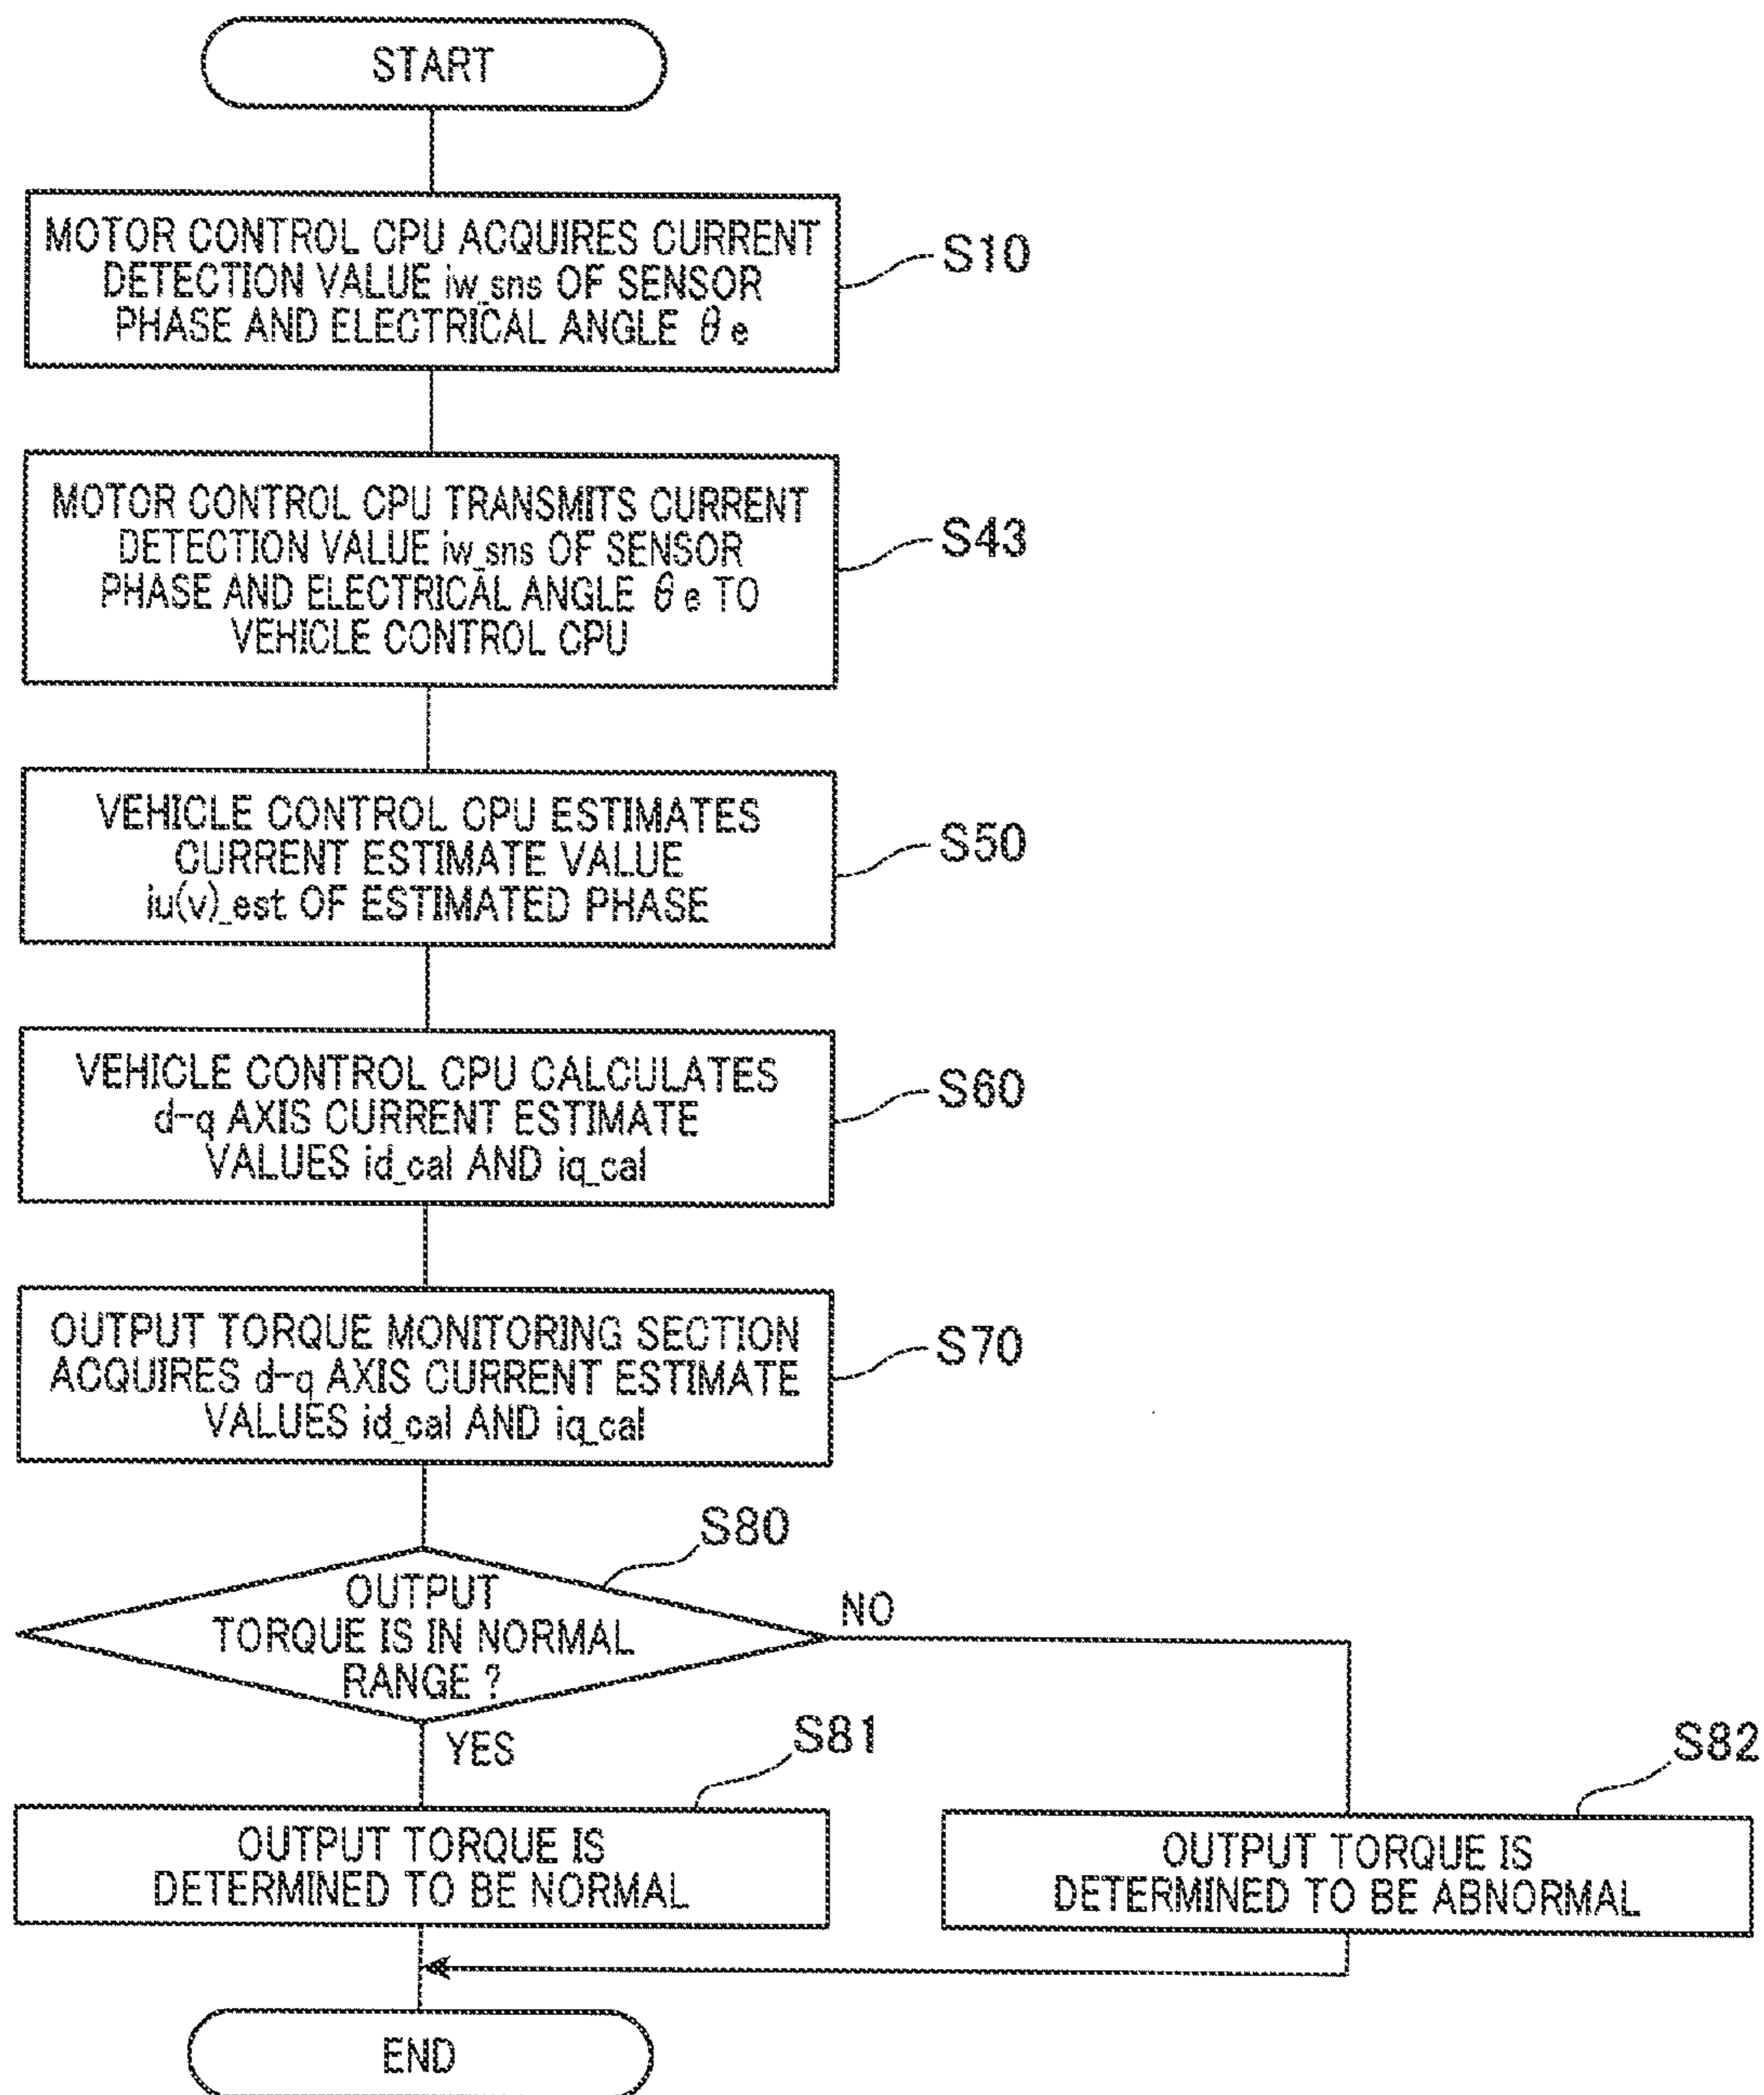 START
MOTOR CONTROL CPU ACQUIRES CURRENT
DETECTION VALUE iw_sns OF SENSOR
PHASE AND ELECTRICAL ANGLE θe
S10
MOTOR CONTROL CPU TRANSMITS CURRENT
DETECTION VALUE iw_sns OF SENSOR
PHASE AND ELECTRICAL ANGLE θe TO
VEHICLE CONTROL CPU
S43
VEHICLE CONTROL CPU ESTIMATES
CURRENT ESTIMATE VALUE
iu(v)_est OF ESTIMATED PHASE
S50
VEHICLE CONTROL CPU CALCULATES
d-q AXIS CURRENT ESTIMATE
VALUES id_cal AND iq_cal
S60
OUTPUT TORQUE MONITORING SECTION
ACQUIRES d-q AXIS CURRENT ESTIMATE
VALUES id_cal AND iq_cal
S70
S80
OUTPUT
TORQUE IS IN NORMAL
RANGE ?
NO
YES
S81
S82
OUTPUT TORQUE IS
DETERMINED TO BE NORMAL
OUTPUT TORQUE IS
DETERMINED TO BE ABNORMAL
END